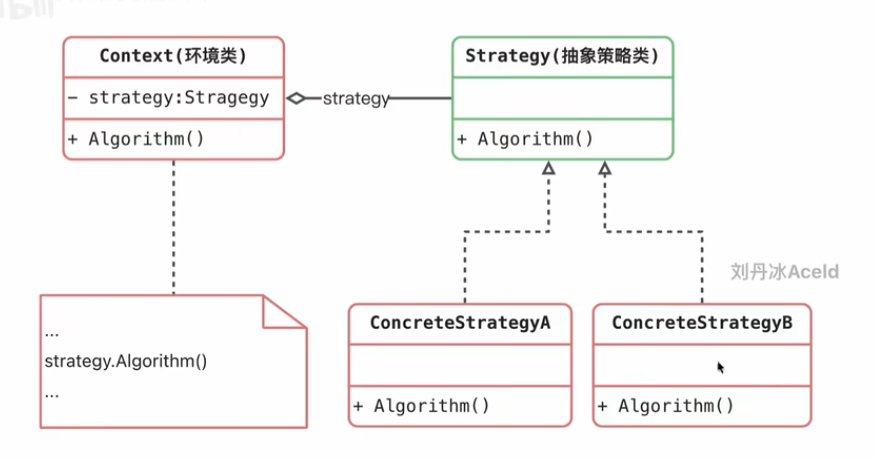 Context(环境类)
- strategy:Stragegy
+ Algorithm()
strategy
Strategy(抽象策略类)
+ Algorithm()
刘丹冰Aceld
...
strategy.Algorithm()
...
ConcreteStrategyA
+ Algorithm()
ConcreteStrategyB
+ Algorithm()